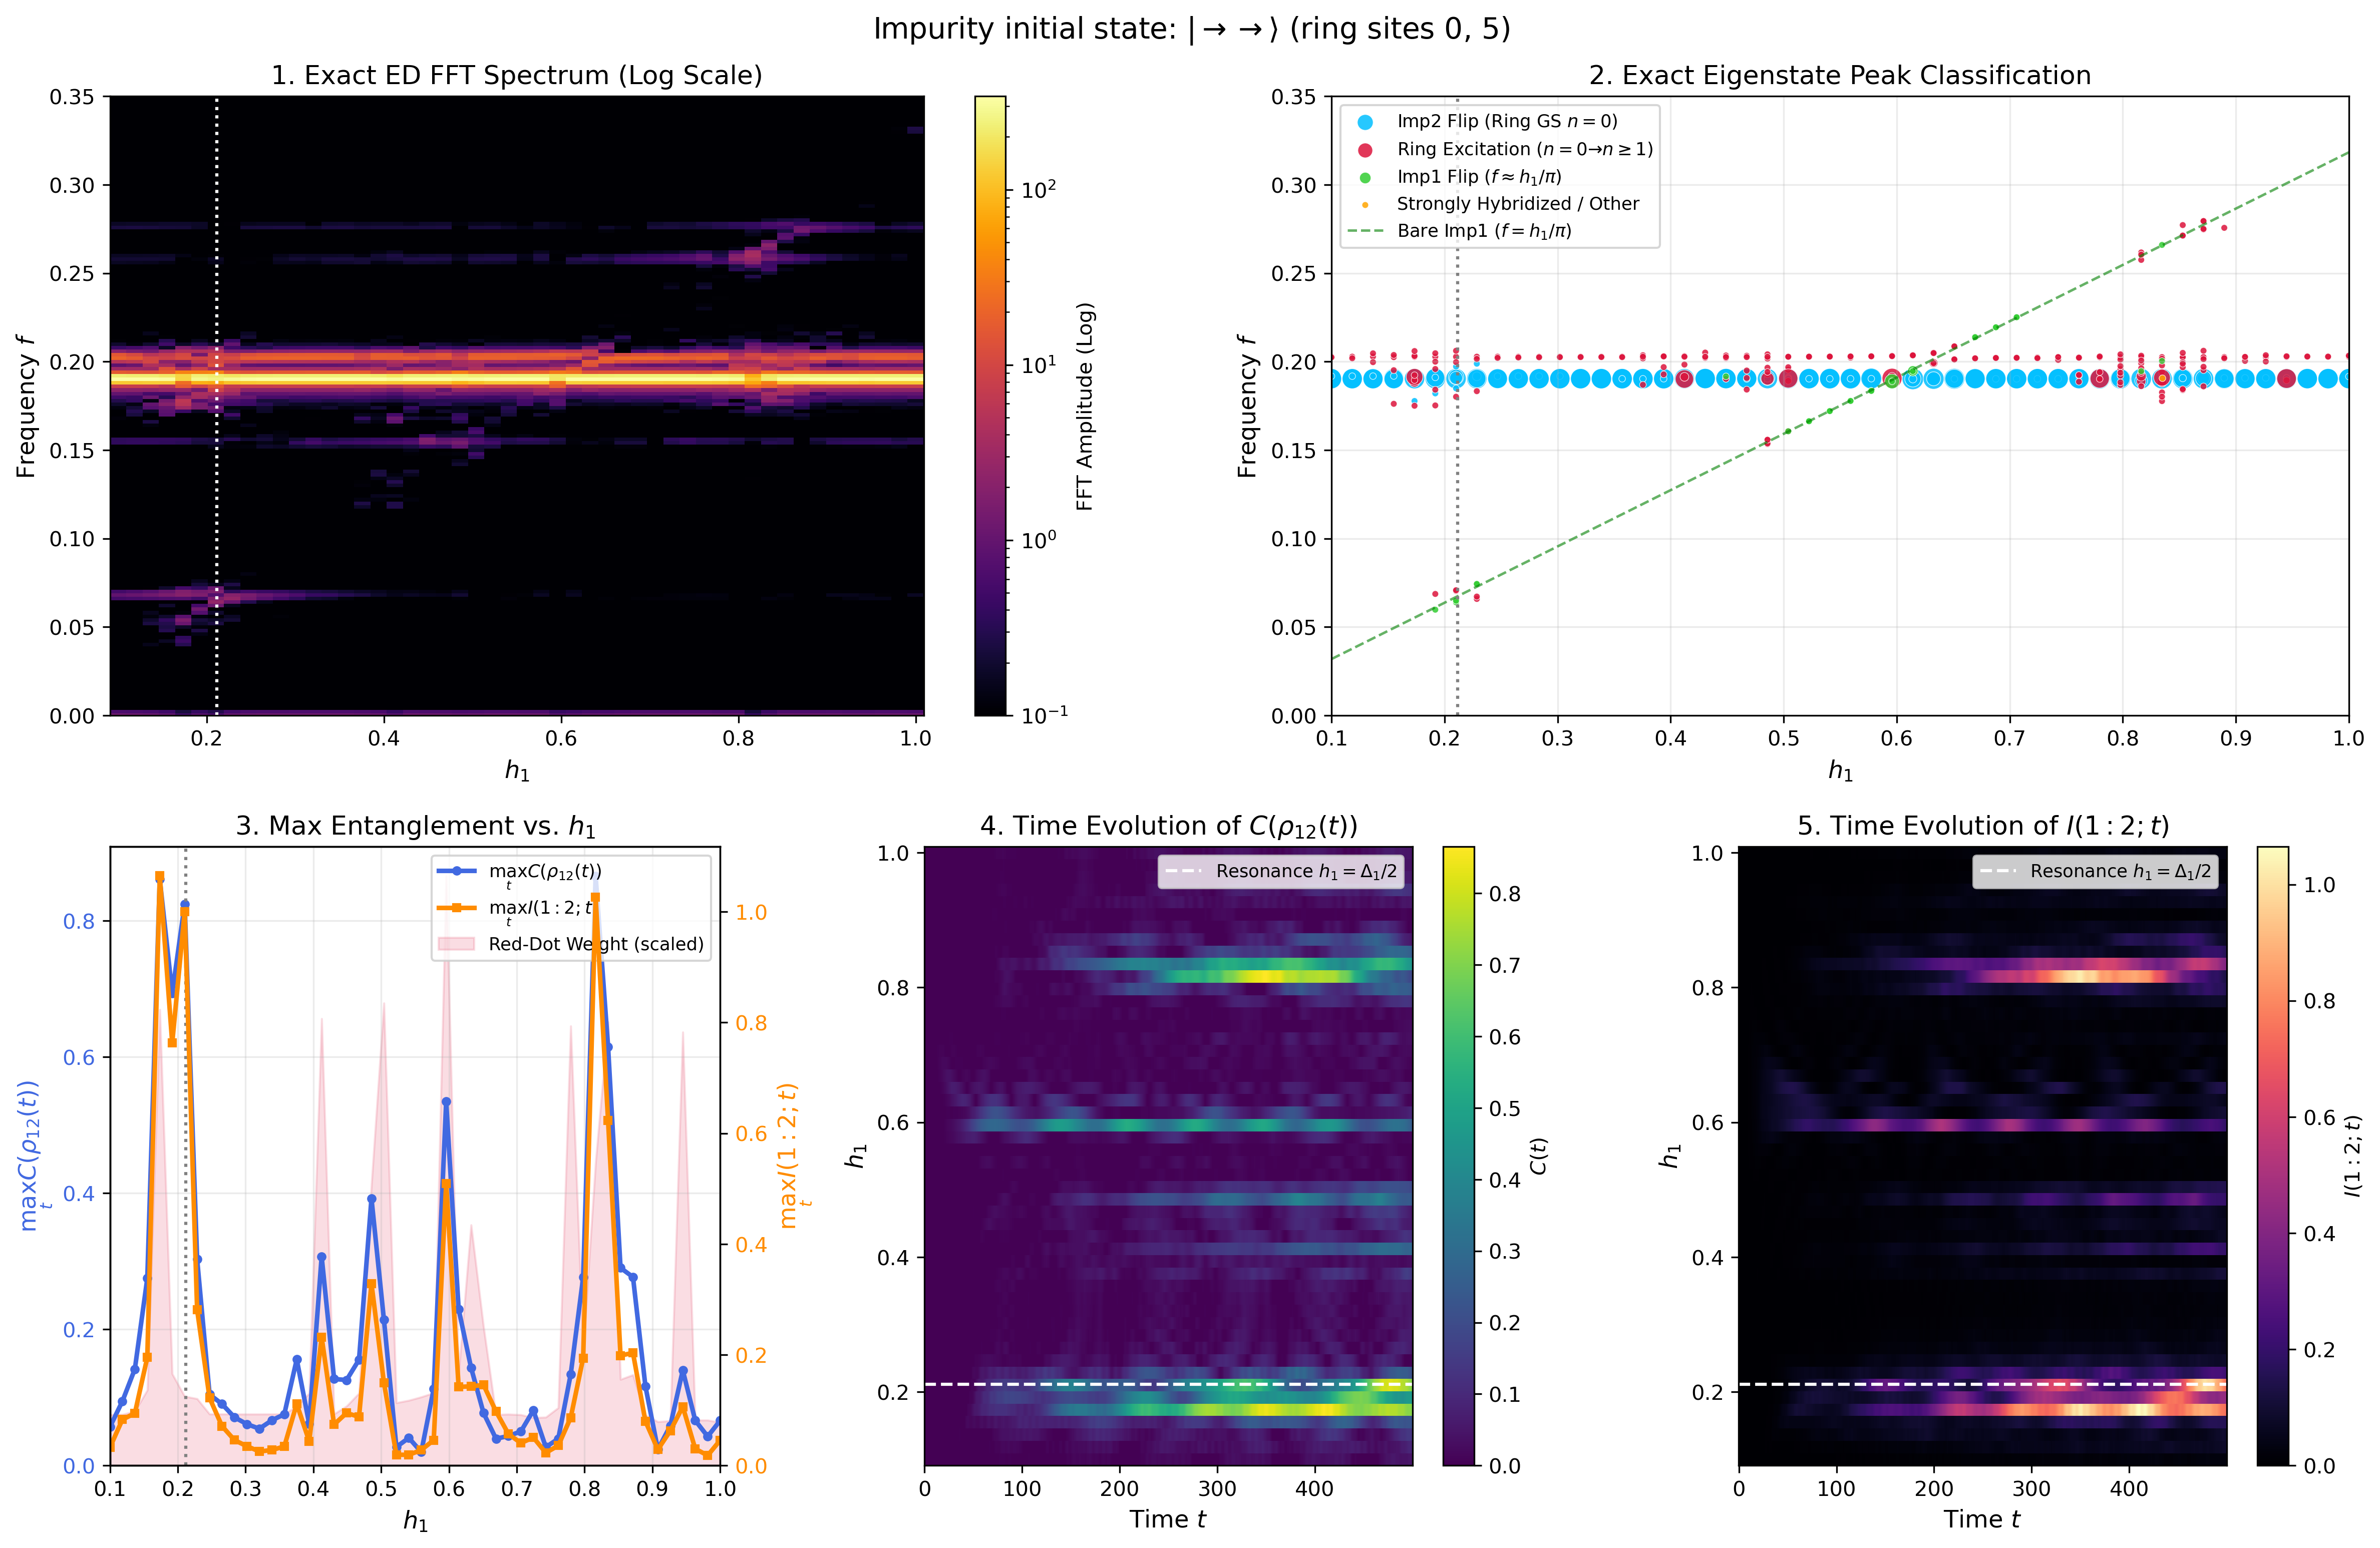 Impurity initial state: |→→⟩ (ring sites 0, 5)
1. Exact ED FFT Spectrum (Log Scale)
Frequency f
0.35
0.30
0.25
0.20
0.15
0.10
0.05
0.00
0.2 0.4 0.6 0.8 1.0
h₁
10²
10¹
10⁰
10⁻¹
FFT Amplitude (Log)
2. Exact Eigenstate Peak Classification
Frequency f
0.35
0.30
0.25
0.20
0.15
0.10
0.05
0.00
Imp2 Flip (Ring GS n = 0)
Ring Excitation (n = 0→n ≥ 1)
Imp1 Flip (f ≈ h₁/π)
Strongly Hybridized / Other
Bare Imp1 (f = h₁/π)
0.1 0.2 0.3 0.4 0.5 0.6 0.7 0.8 0.9 1.0
h₁
3. Max Entanglement vs. h₁
max C(ρ₁₂(t))
t
0.8
0.6
0.4
0.2
0.0
max C(ρ₁₂(t))
t
max I(1 : 2; t)
t
Red-Dot Weight (scaled)
1.0
0.8
0.6
0.4
0.2
0.0
max I(1 : 2; t)
t
0.1 0.2 0.3 0.4 0.5 0.6 0.7 0.8 0.9 1.0
h₁
4. Time Evolution of C(ρ₁₂(t))
h₁
1.0
0.8
0.6
0.4
0.2
Resonance h₁ = Δ₁/2
0 100 200 300 400
Time t
0.8
0.7
0.6
0.5
0.4
0.3
0.2
0.1
0.0
C(t)
5. Time Evolution of I(1 : 2; t)
h₁
1.0
0.8
0.6
0.4
0.2
Resonance h₁ = Δ₁/2
0 100 200 300 400
Time t
1.0
0.8
0.6
0.4
0.2
0.0
I(1 : 2; t)